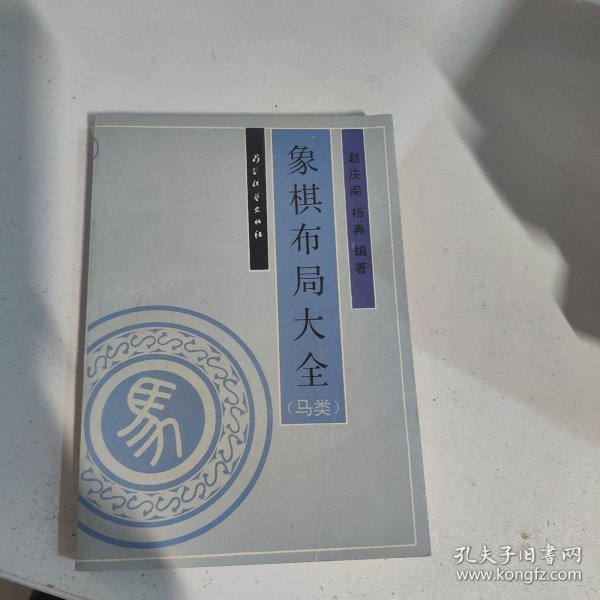 象棋布局大全
(马类)
赵庆阁 杨典 编著
馬
孔夫子旧书网
www.kongfz.com